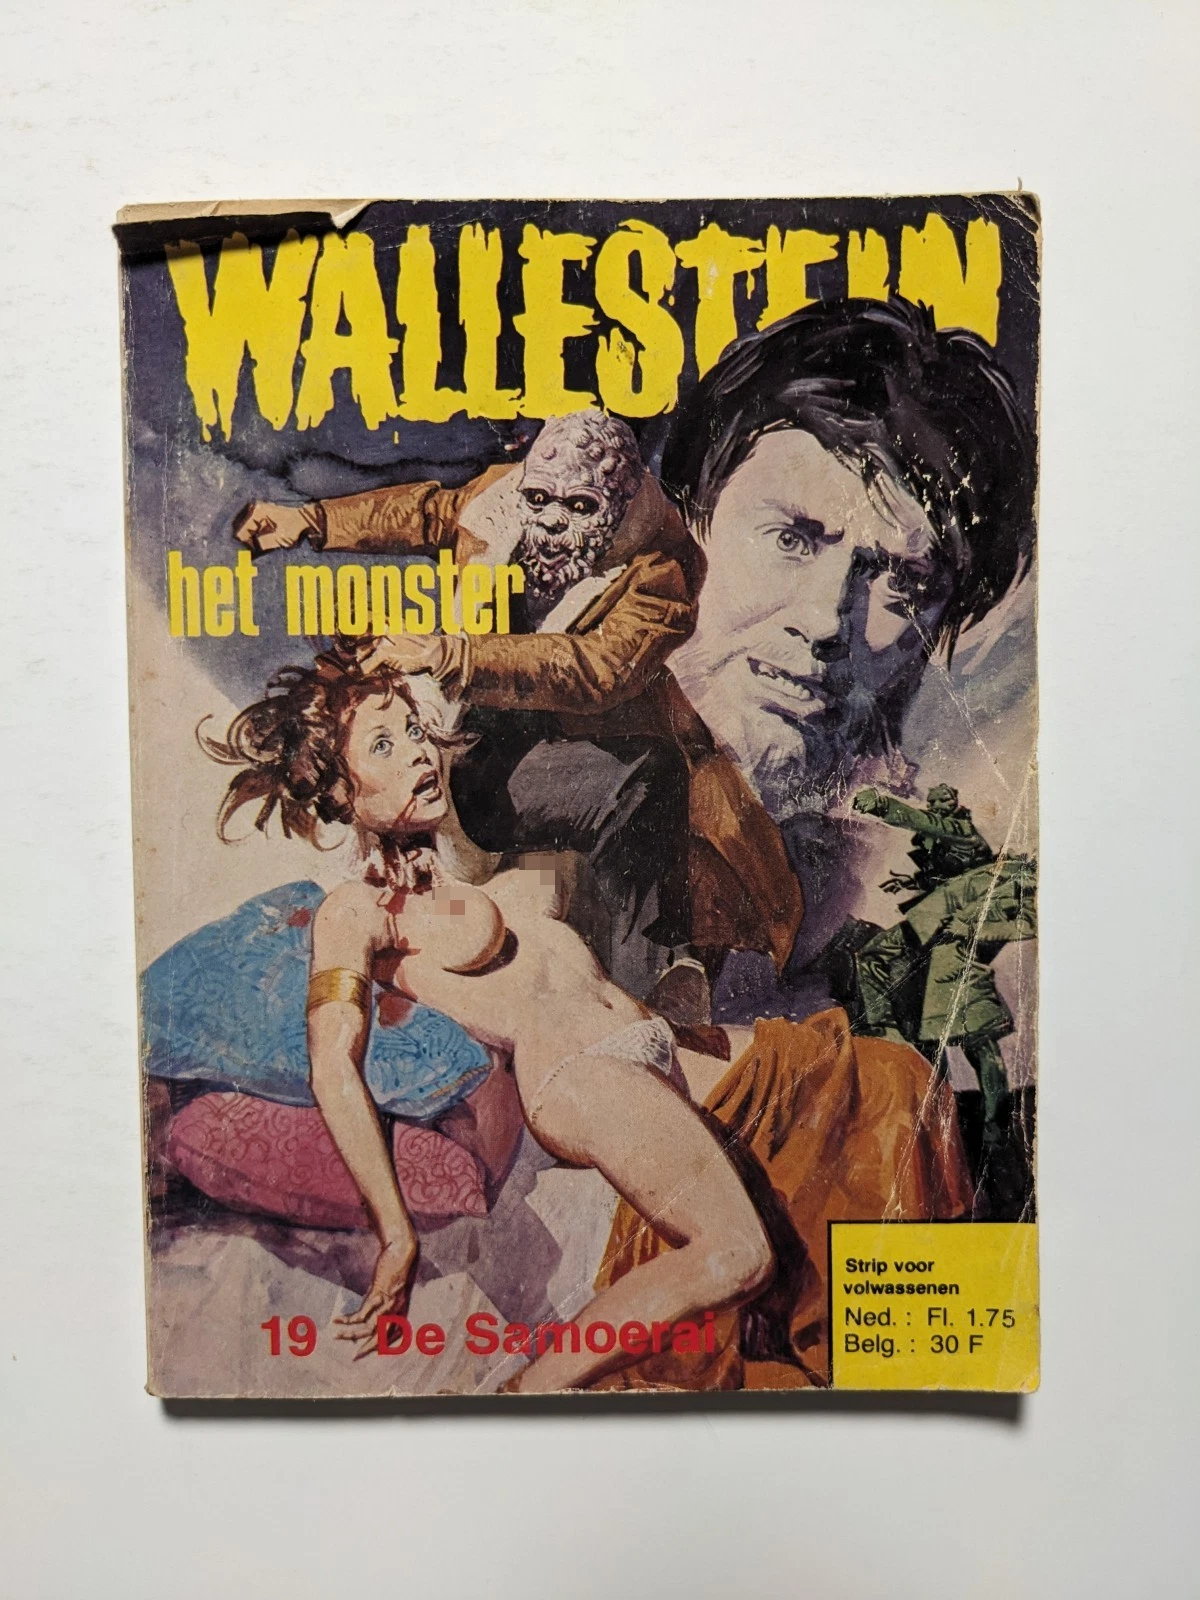 WALLESTEIN
het monster
19 De Samoerai
Strip voor
volwassenen
Ned. : Fl. 1.75
Belg. : 30 F